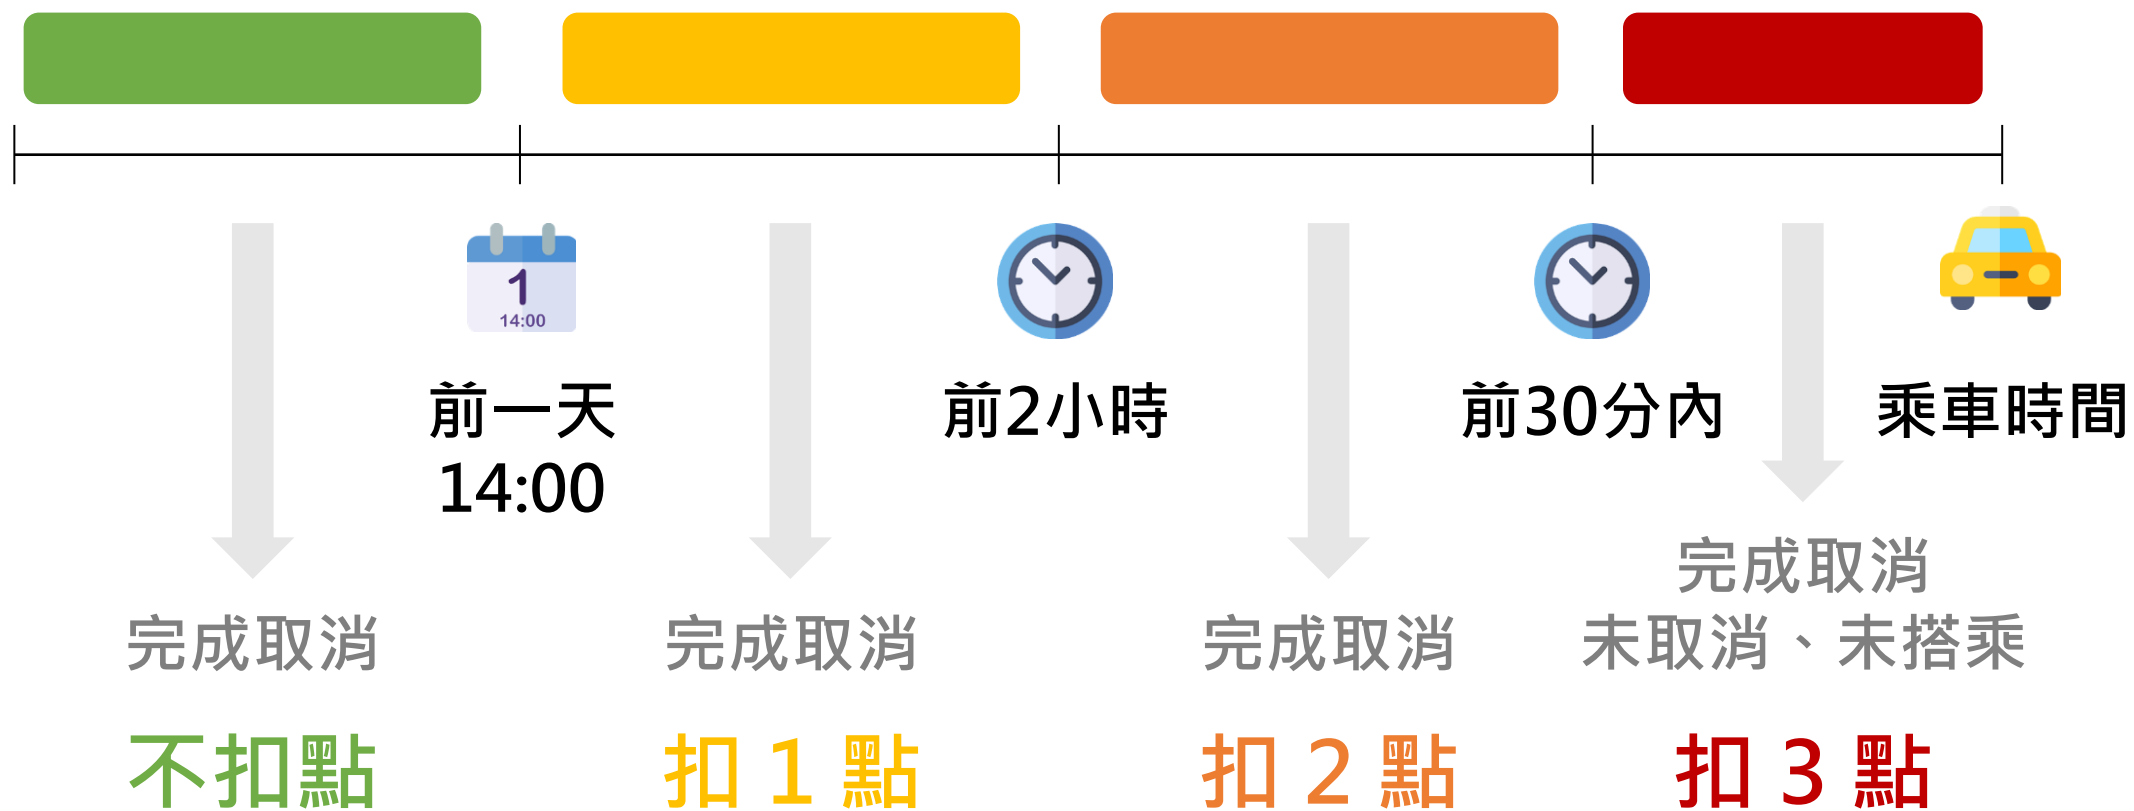 1
14:00
前一天
14:00
前2小時
前30分內
乘車時間
完成取消
不扣點
完成取消
扣 1 點
完成取消
扣 2 點
完成取消
未取消、未搭乘
扣 3 點